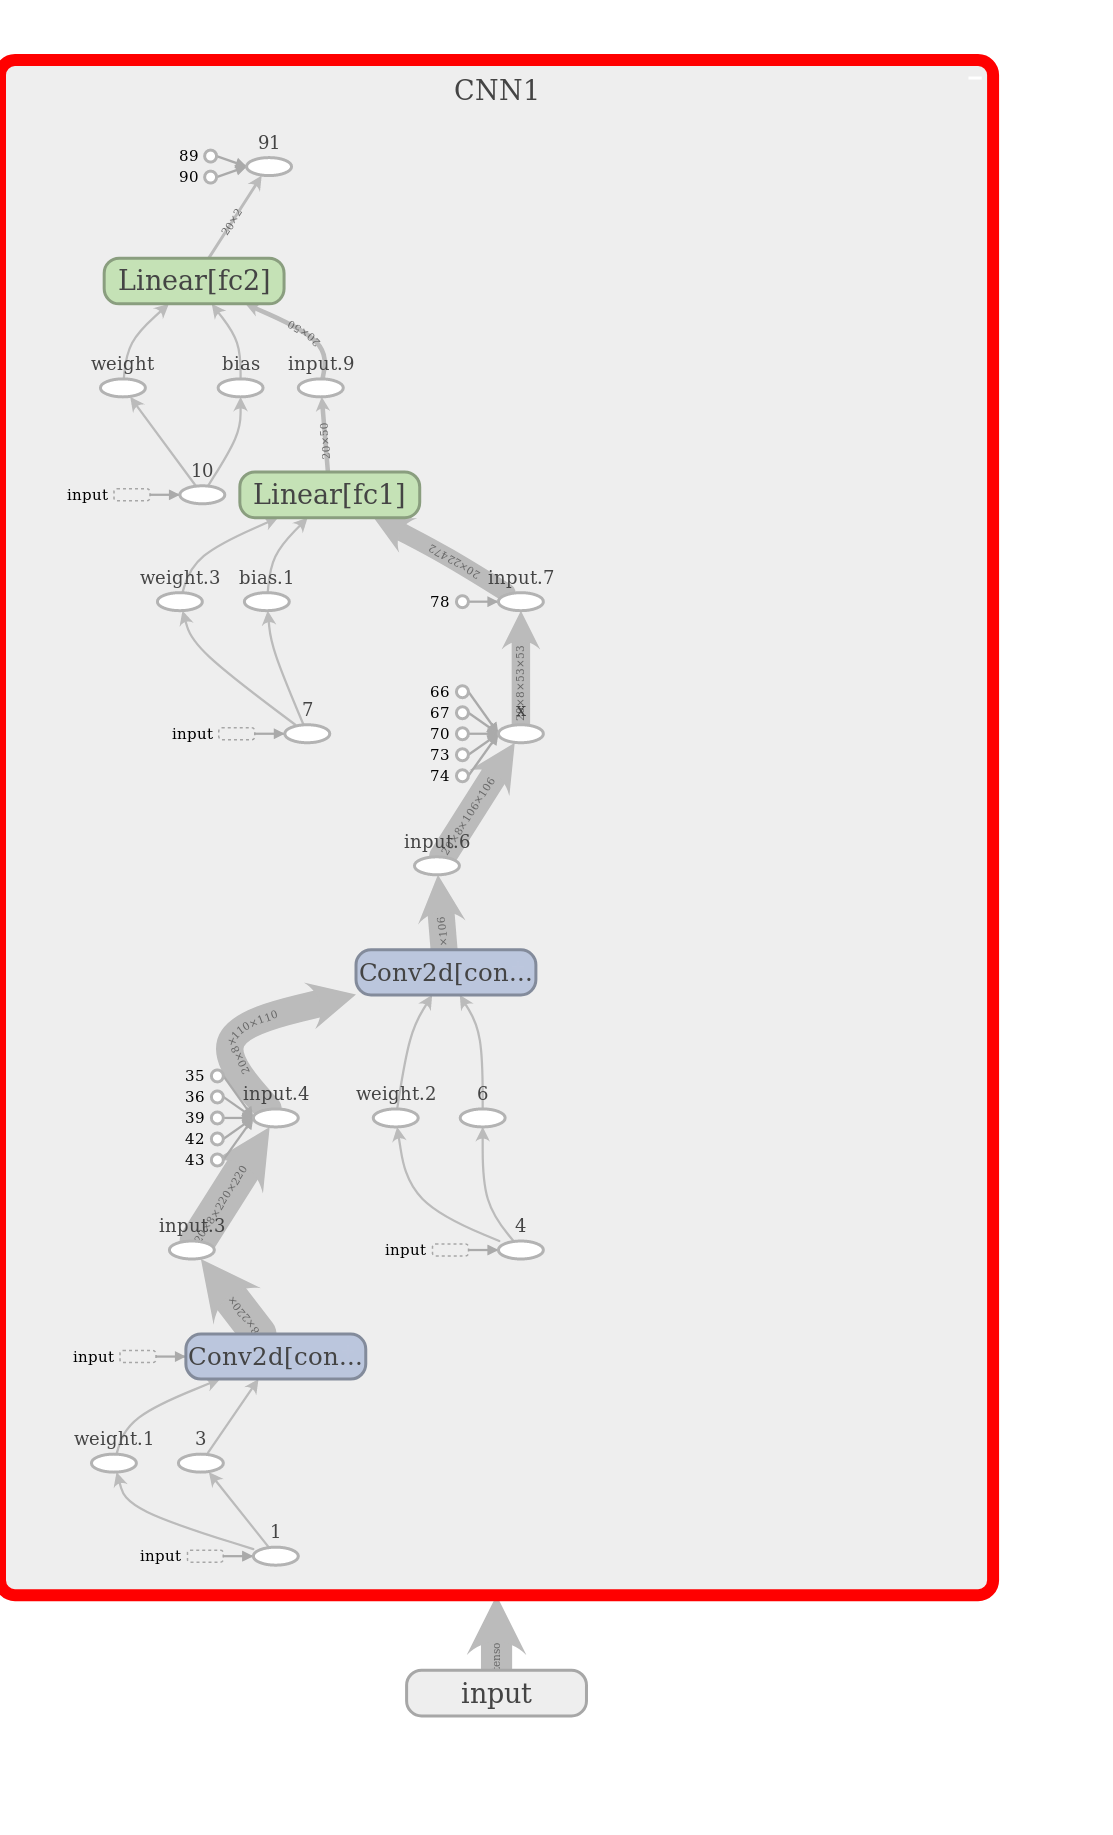 CNN1
91
89
90
20×2
Linear[fc2]
20×50
weight
bias
input.9
20×50
10
input
Linear[fc1]
20×22472
weight.3
bias.1
input.7
78
×8×53×53
66
67
70
73
74
x
7
input
×8×106×106
input.6
×106
Conv2d[con...
20×8×110×110
35
36
39
42
43
input.4
weight.2
6
×8×220×220
input.3
4
input
8×220×
input
Conv2d[con...
weight.1
3
1
input
enso
input